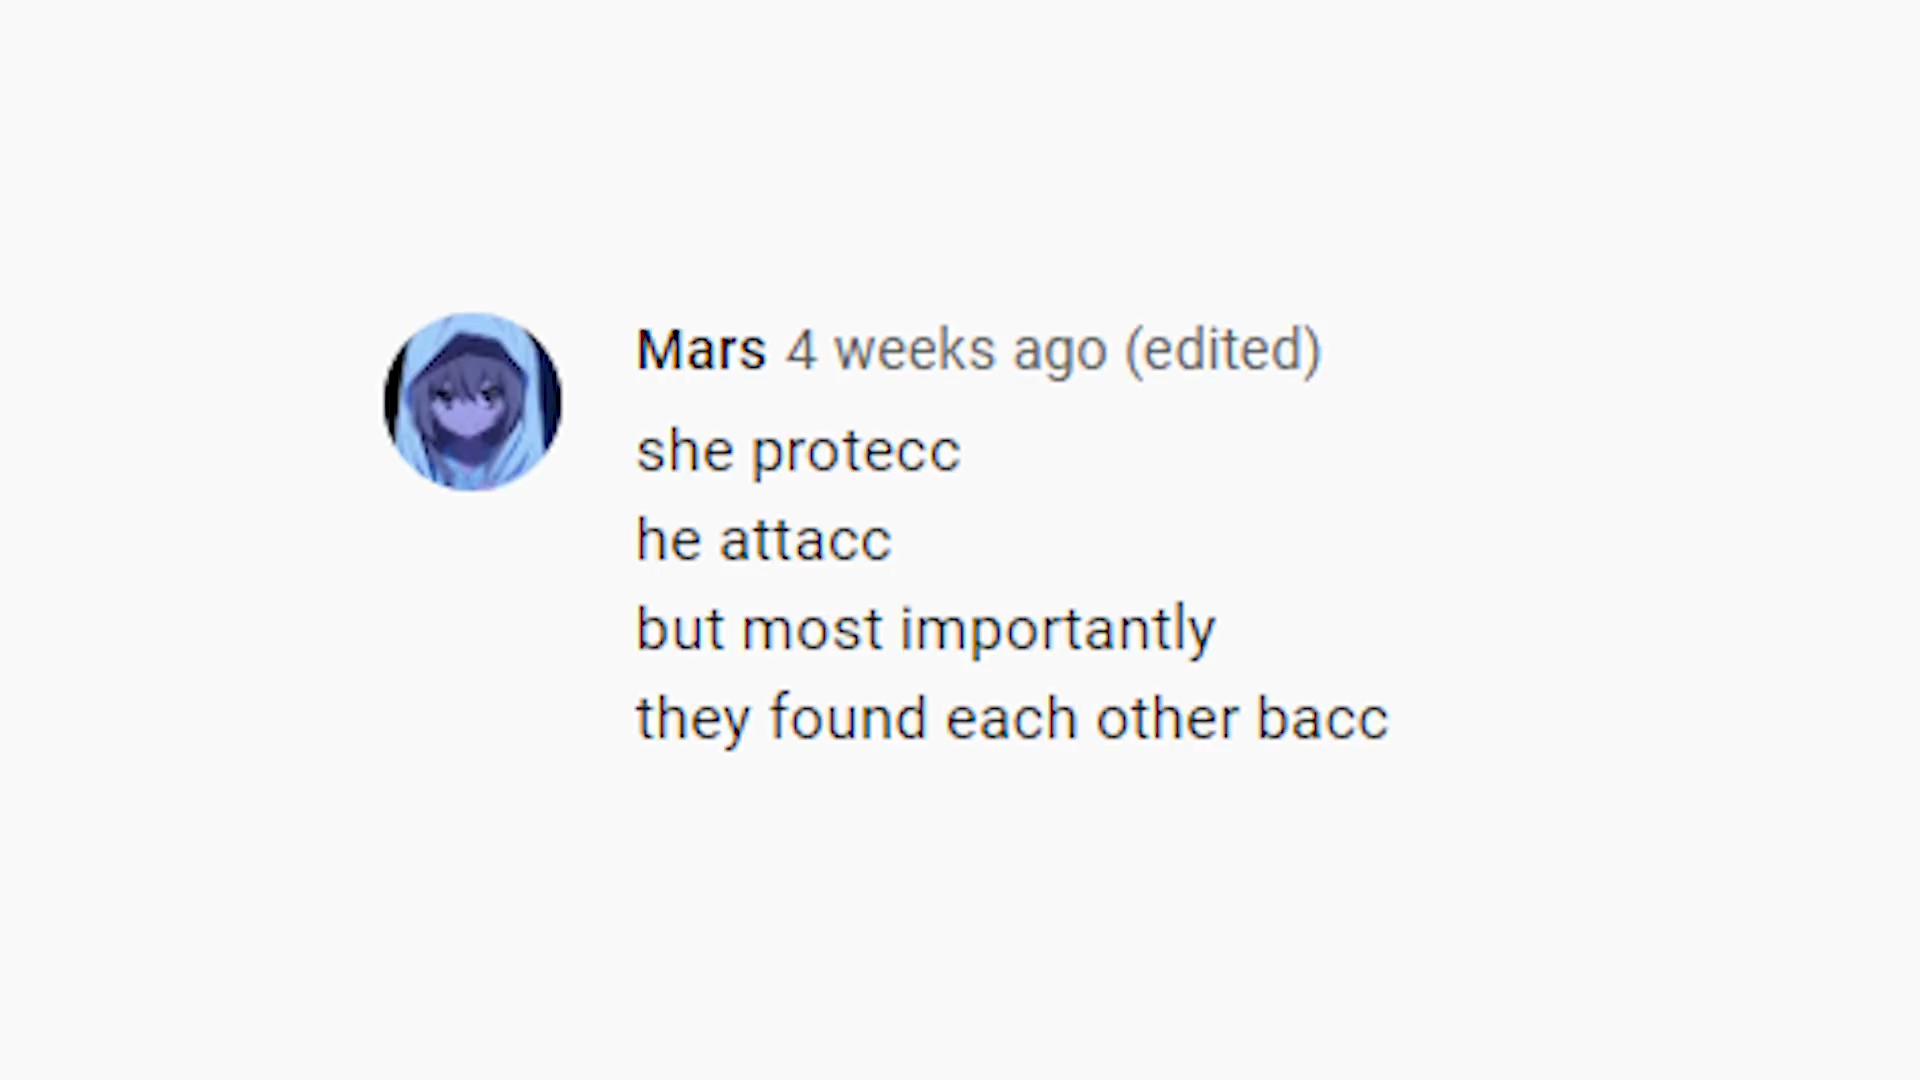 Mars 4 weeks ago (edited)
she protecc
he attacc
but most importantly
they found each other bacc